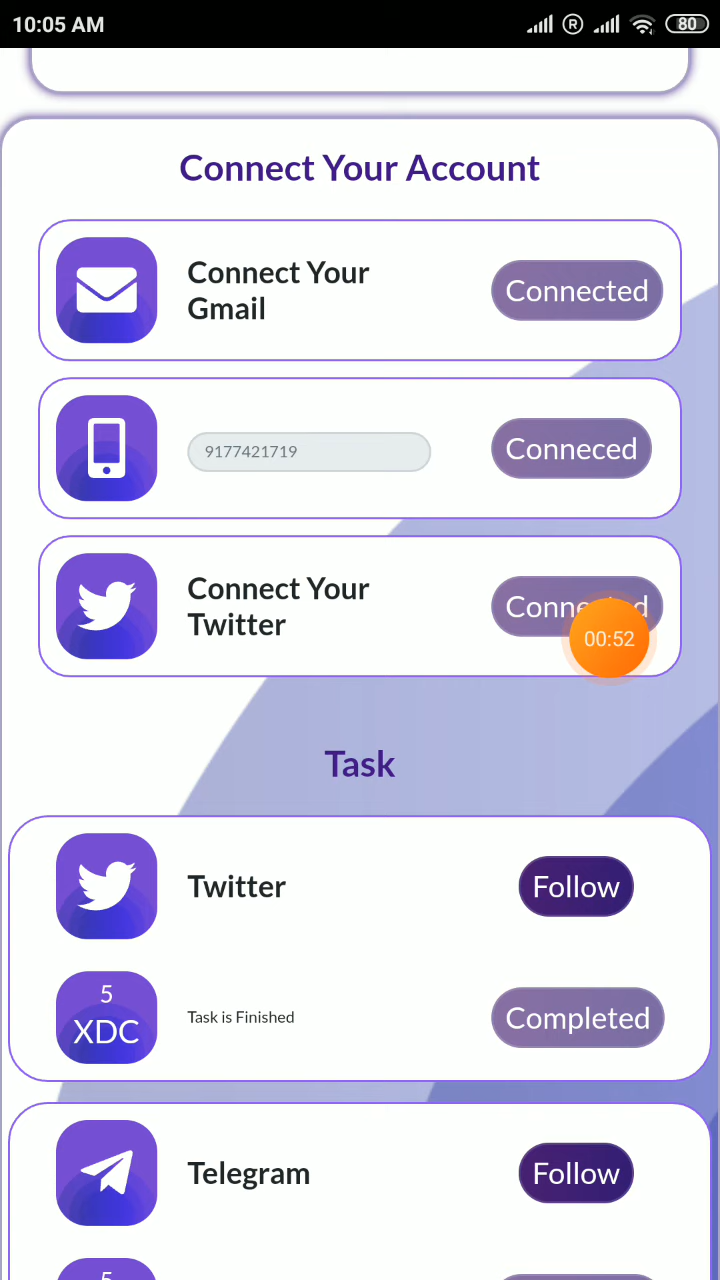 10:05 AM
R
80
Connect Your Account
Connect Your
Gmail
Connected
9177421719
Conneced
Connect Your
Twitter
00:52
Task
Twitter
Follow
5
XDC
Task is Finished
Completed
Telegram
Follow